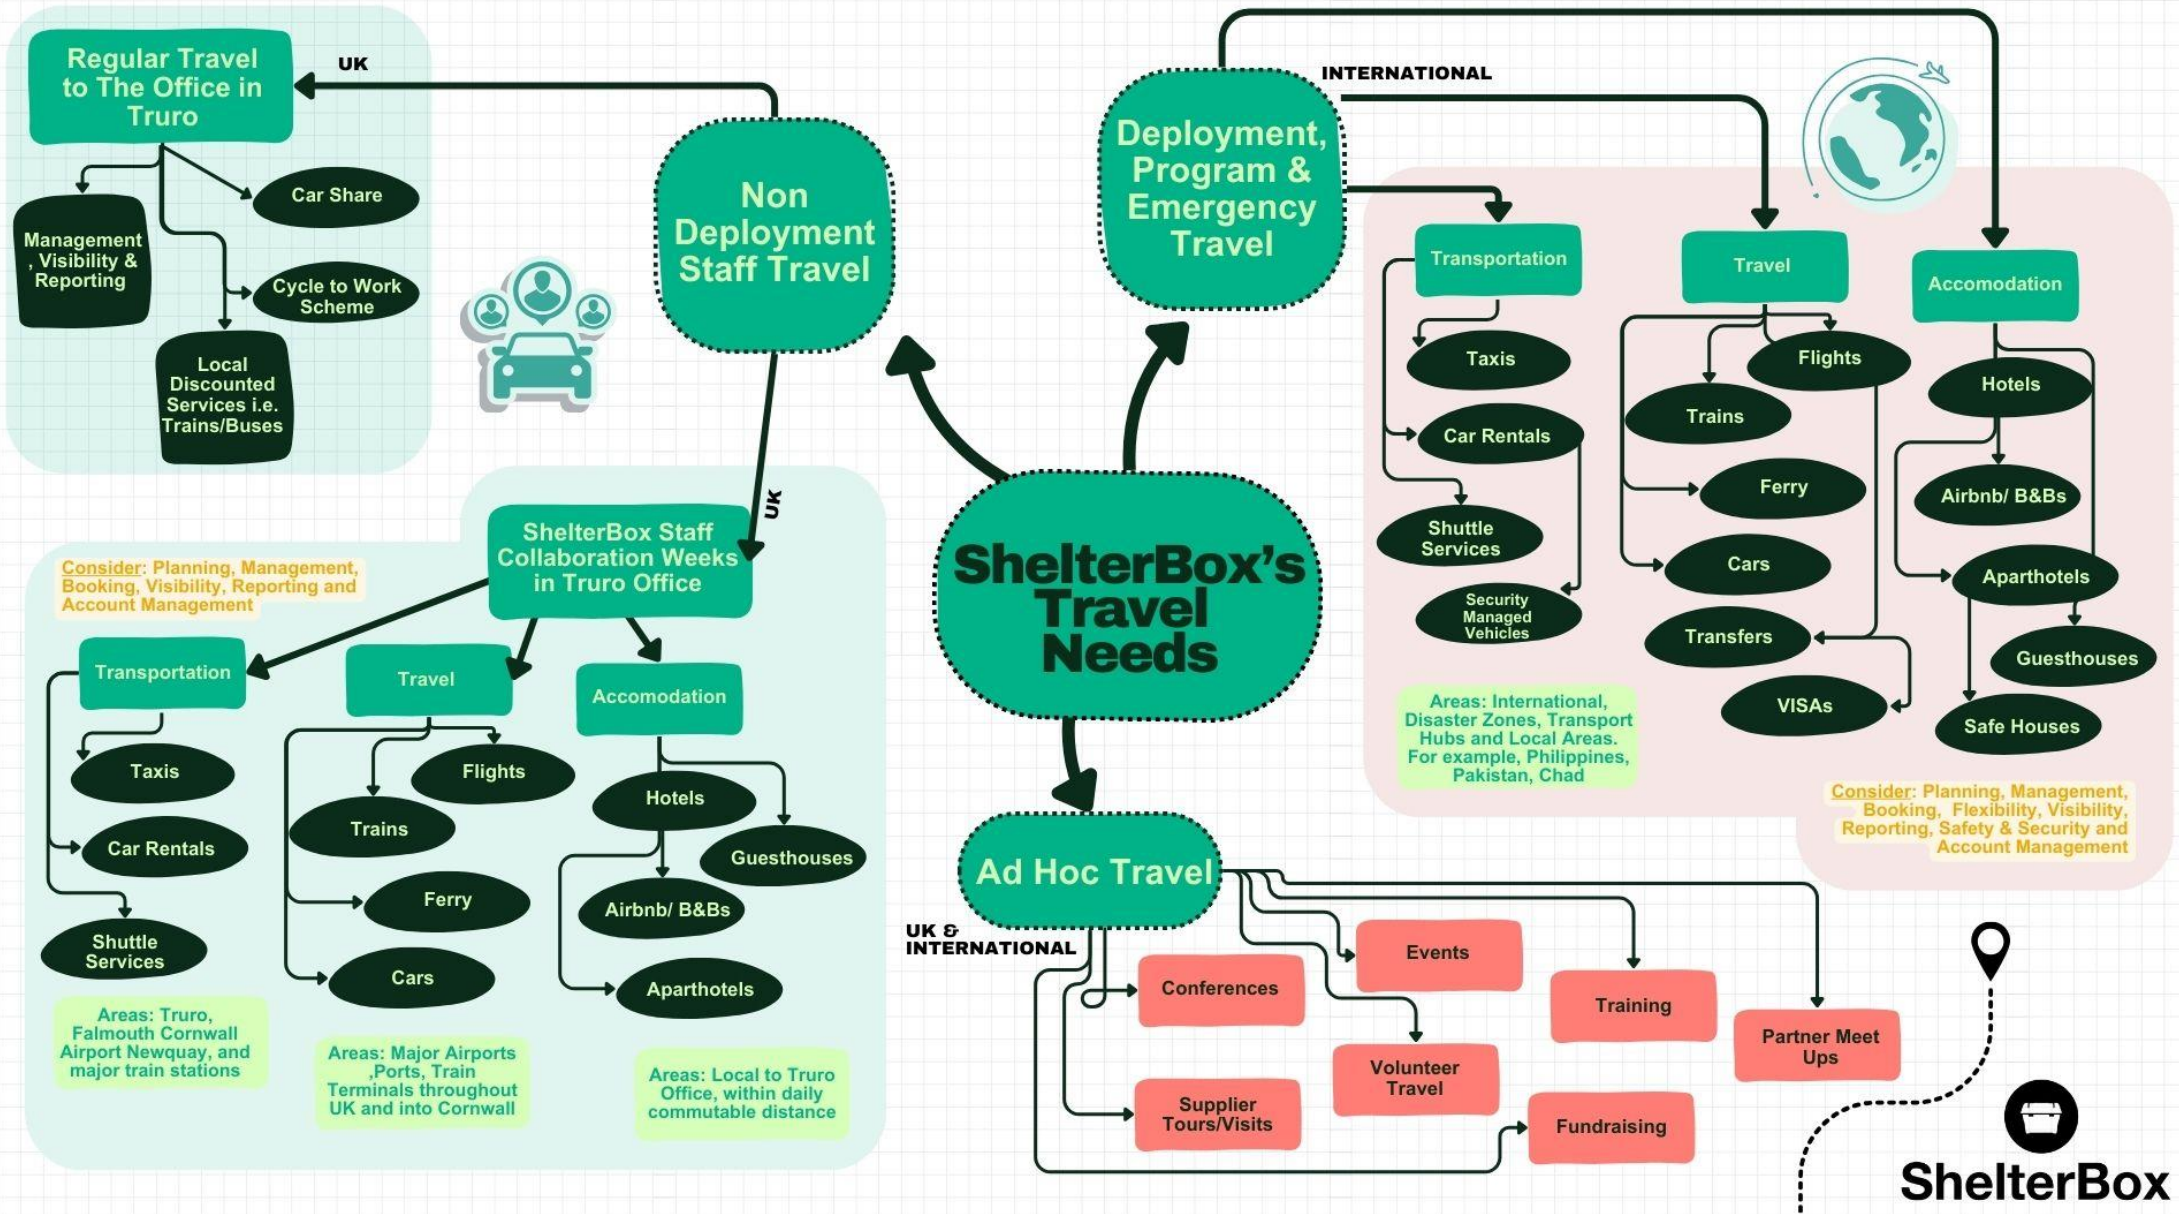 Regular Travel
to The Office in
Truro
UK
Car Share
Management
, Visibility &
Reporting
Cycle to Work
Scheme
Local
Discounted
Services i.e.
Trains/Buses
Non
Deployment
Staff Travel
UK
ShelterBox Staff
Collaboration Weeks
in Truro Office
Consider: Planning, Management,
Booking, Visibility, Reporting and
Account Management
Transportation
Taxis
Car Rentals
Shuttle
Services
Areas: Truro,
Falmouth Cornwall
Airport Newquay, and
major train stations
Travel
Flights
Trains
Ferry
Cars
Areas: Major Airports
,Ports, Train
Terminals throughout
UK and into Cornwall
Accomodation
Hotels
Guesthouses
Airbnb/ B&Bs
Aparthotels
Areas: Local to Truro
Office, within daily
commutable distance
ShelterBox's
Travel
Needs
Deployment,
Program &
Emergency
Travel
INTERNATIONAL
Transportation
Taxis
Car Rentals
Shuttle
Services
Security
Managed
Vehicles
Areas: International,
Disaster Zones, Transport
Hubs and Local Areas.
For example, Philippines,
Pakistan, Chad
Travel
Flights
Trains
Ferry
Cars
Transfers
VISAs
Accomodation
Hotels
Airbnb/ B&Bs
Aparthotels
Guesthouses
Safe Houses
Consider: Planning, Management,
Booking, Flexibility, Visibility,
Reporting, Safety & Security and
Account Management
Ad Hoc Travel
UK &
INTERNATIONAL
Conferences
Events
Training
Partner Meet
Ups
Volunteer
Travel
Supplier
Tours/Visits
Fundraising
ShelterBox